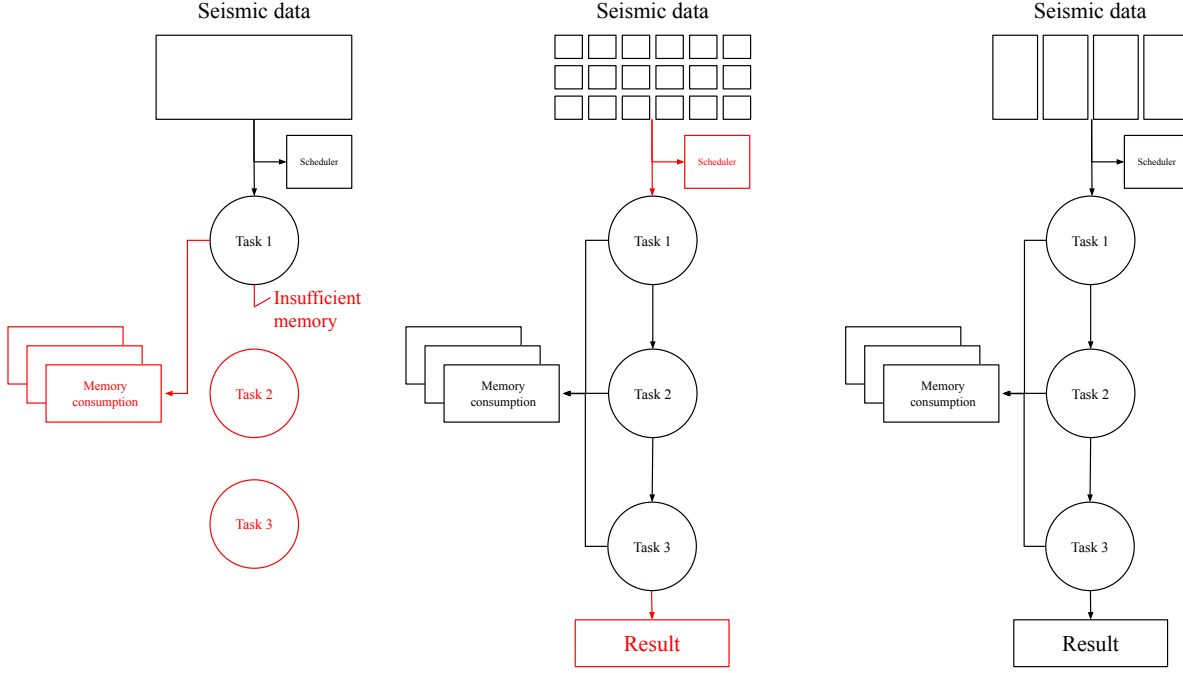 Seismic data
Scheduler
Task 1
Insufficient
memory
Memory
consumption
Task 2
Task 3
Seismic data
Scheduler
Task 1
Memory
consumption
Task 2
Task 3
Result
Seismic data
Scheduler
Task 1
Memory
consumption
Task 2
Task 3
Result